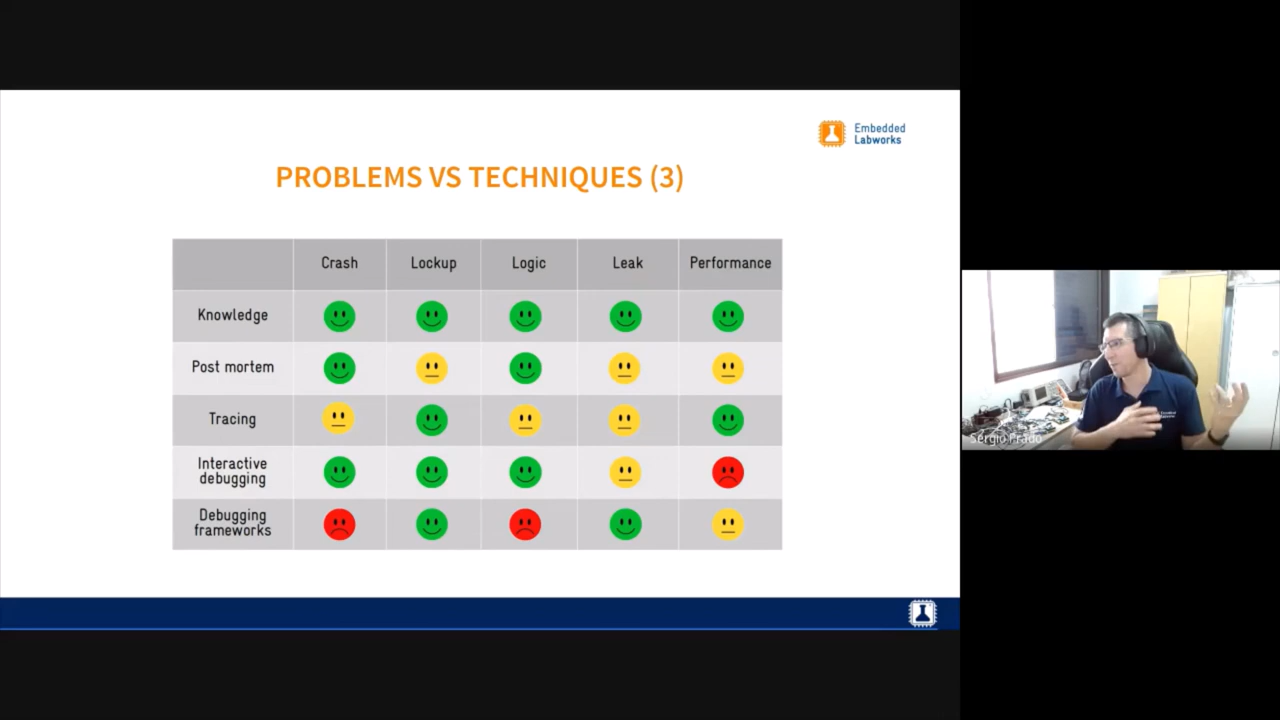 Embedded
Labworks
PROBLEMS VS TECHNIQUES (3)
Crash Lockup Logic Leak Performance
Knowledge
Post mortem
Tracing
Interactive
debugging
Debugging
frameworks
Sergio Prado